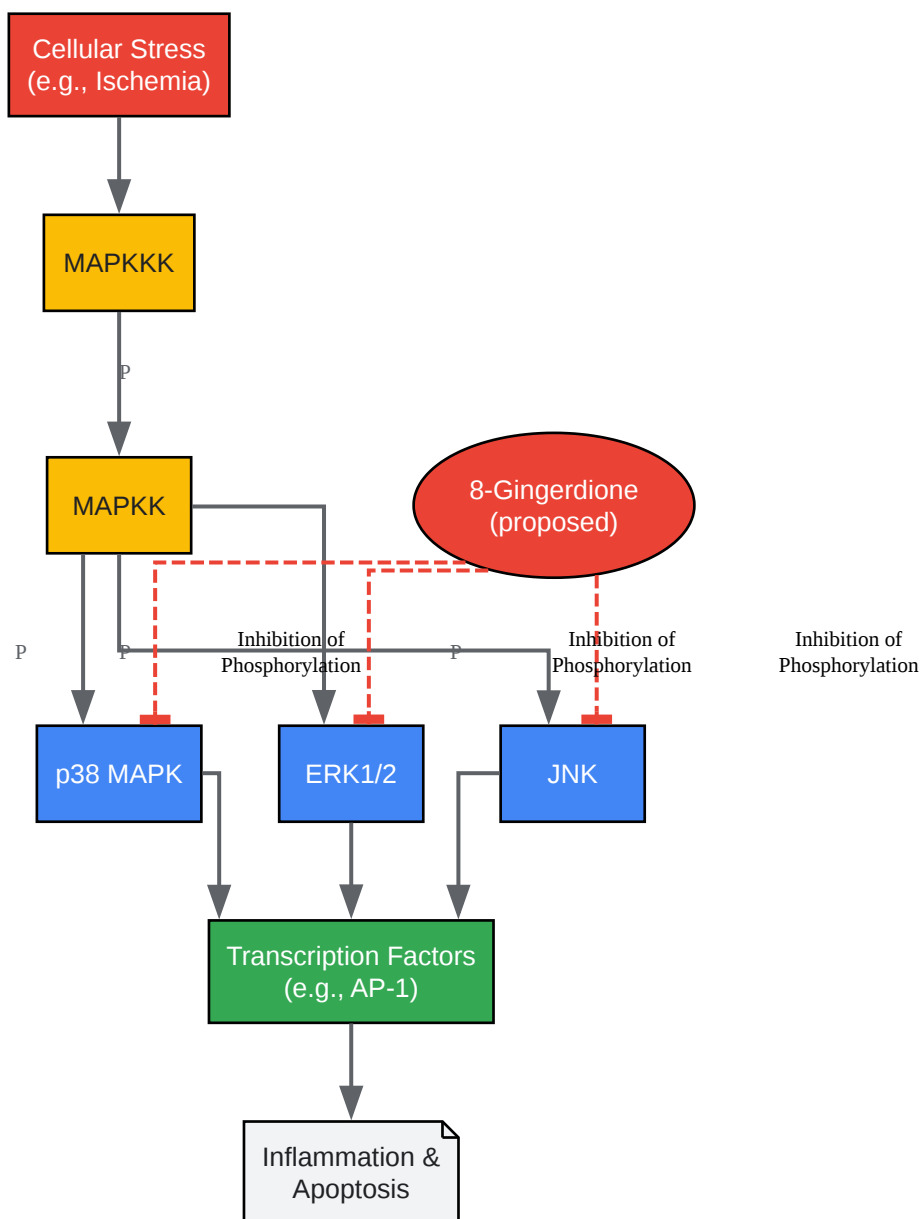 Cellular Stress
(e.g., Ischemia)
MAPKKK
P
MAPKK
8-Gingerdione
(proposed)
P
P
Inhibition of
Phosphorylation
P
Inhibition of
Phosphorylation
Inhibition of
Phosphorylation
p38 MAPK
ERK1/2
JNK
Transcription Factors
(e.g., AP-1)
Inflammation &
Apoptosis